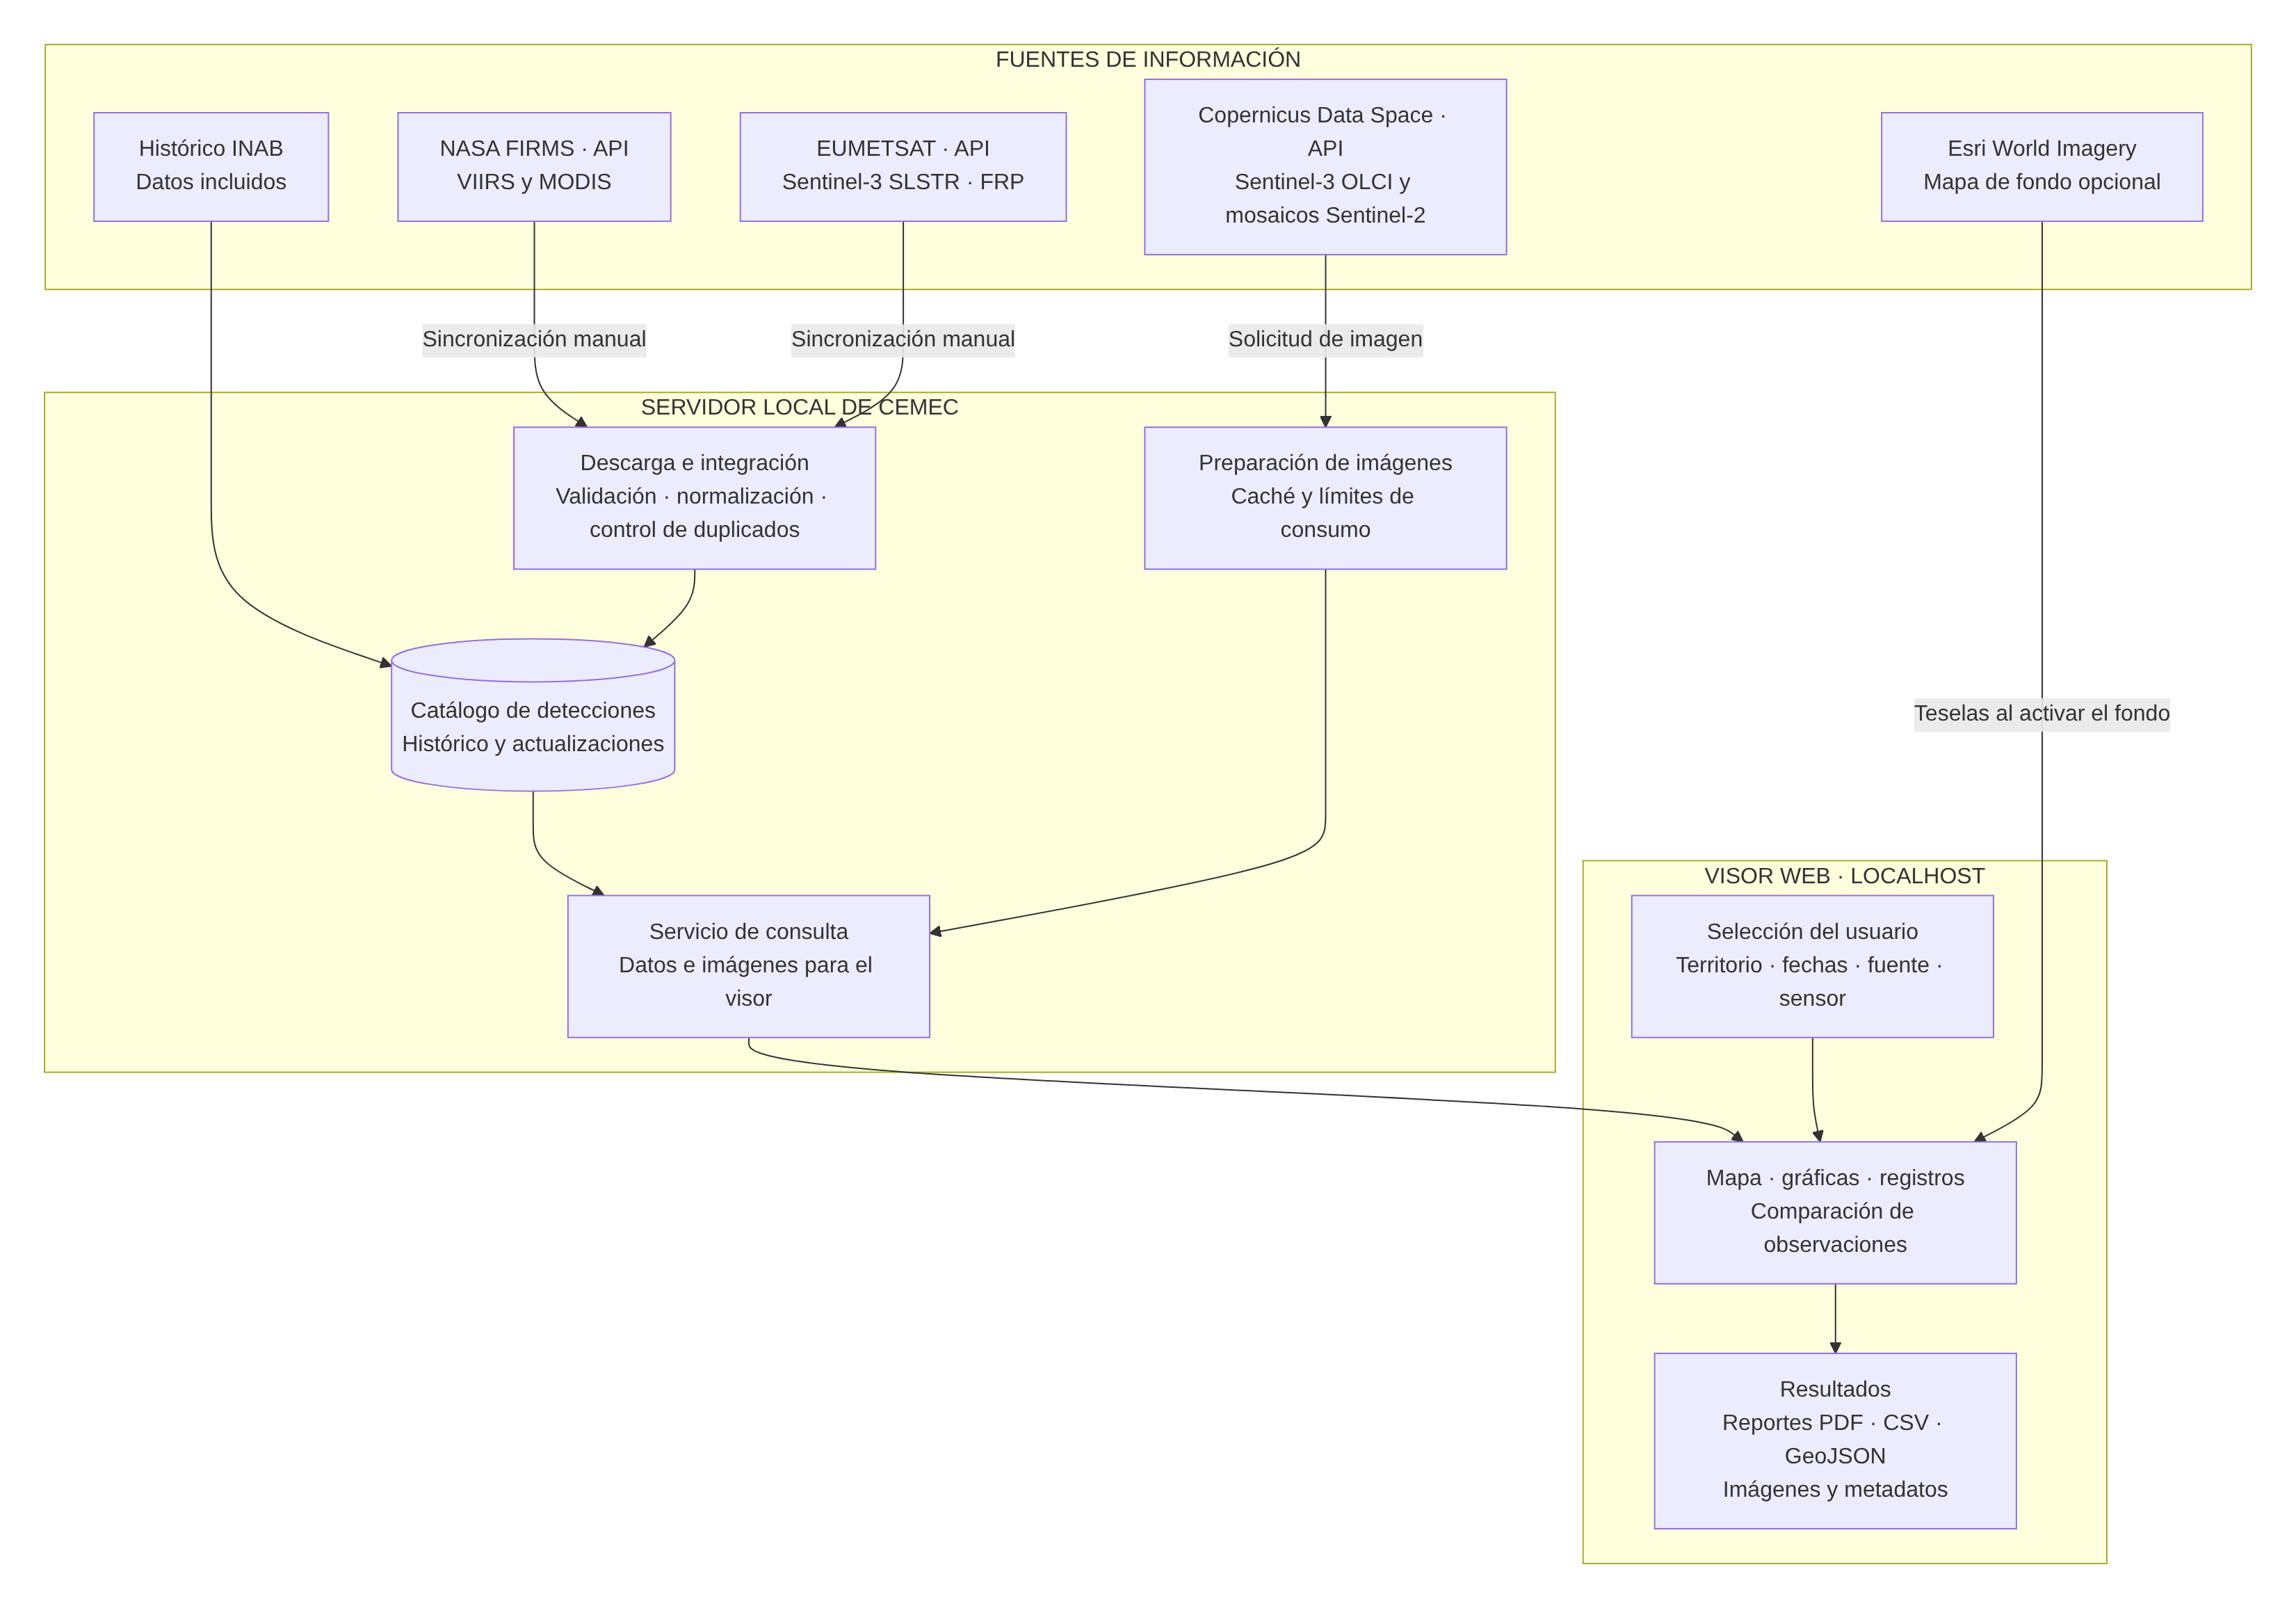 FUENTES DE INFORMACIÓN
Histórico INAB
Datos incluidos
NASA FIRMS · API
VIIRS y MODIS
EUMETSAT · API
Sentinel-3 SLSTR · FRP
Copernicus Data Space ·
API
Sentinel-3 OLCI y
mosaicos Sentinel-2
Esri World Imagery
Mapa de fondo opcional
Sincronización manual
Sincronización manual
Solicitud de imagen
SERVIDOR LOCAL DE CEMEC
Descarga e integración
Validación · normalización ·
control de duplicados
Preparación de imágenes
Caché y límites de
consumo
Catálogo de detecciones
Histórico y actualizaciones
Teselas al activar el fondo
Servicio de consulta
Datos e imágenes para el
visor
VISOR WEB · LOCALHOST
Selección del usuario
Territorio · fechas · fuente ·
sensor
Mapa · gráficas · registros
Comparación de
observaciones
Resultados
Reportes PDF · CSV ·
GeoJSON
Imágenes y metadatos